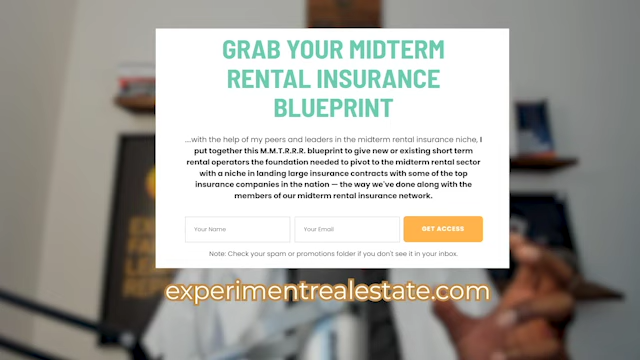 GRAB YOUR MIDTERM
RENTAL INSURANCE
BLUEPRINT
...with the help of my peers and leaders in the midterm rental insurance niche, I
put together this M.M.T.R.R.R. blueprint to give new or existing short term
rental operators the foundation needed to pivot to the midterm rental sector
with a niche in landing large insurance contracts with some of the top
insurance companies in the nation — the way we've done along with the
members of our midterm rental insurance network.
Your Name
Your Email
GET ACCESS
Note: Check your spam or promotions folder if you don't see it in your inbox.
experimentrealestate.com